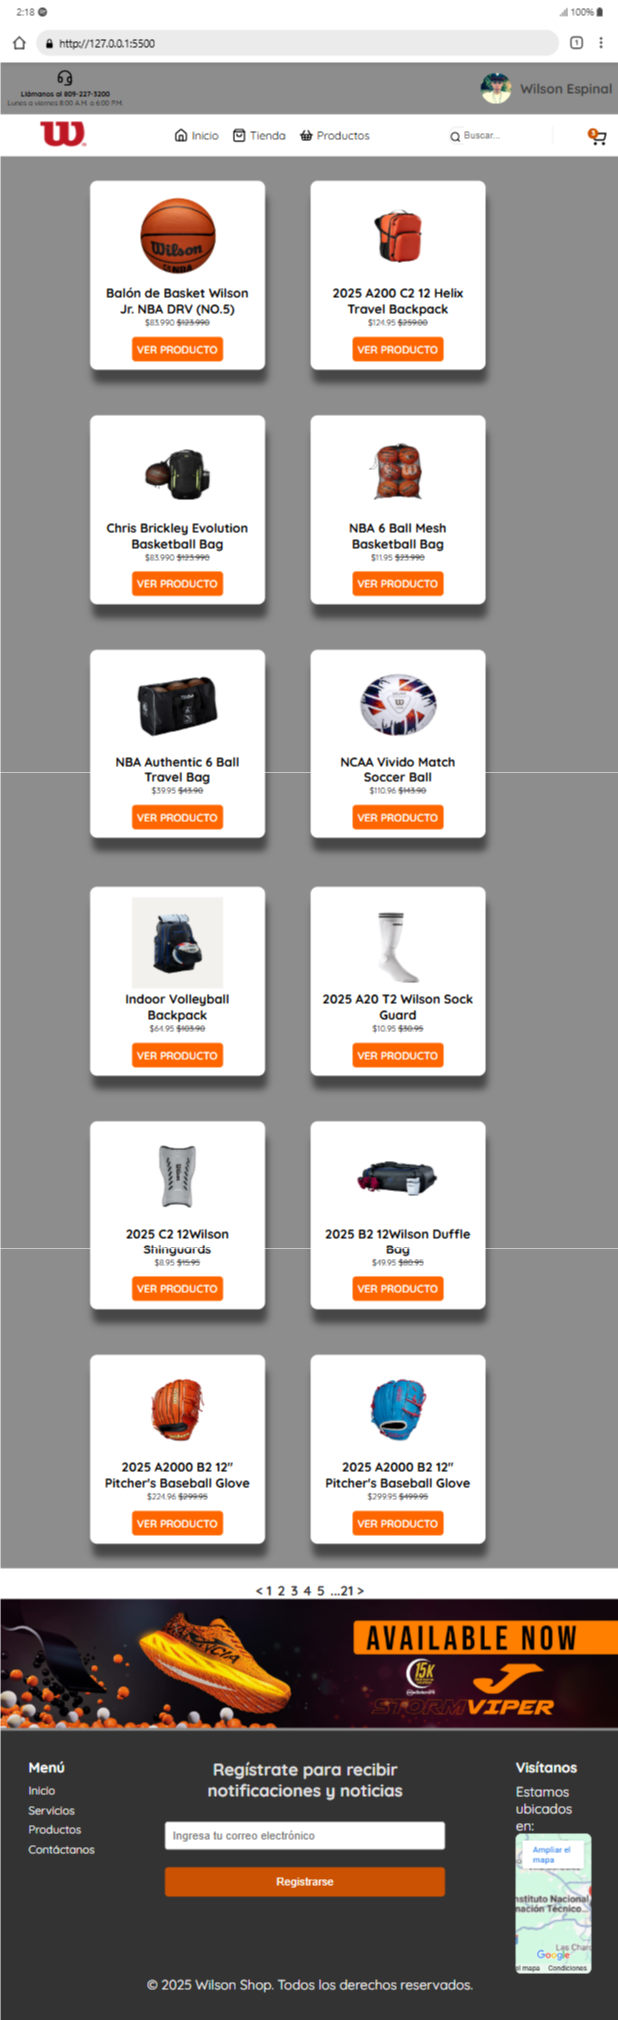 2:18
100%
http://127.0.0.1:5500
1
Llámanos al 809-227-3200
Lunes a viernes 8:00 A.M. a 6:00 P.M.
Wilson Espinal
W
Inicio
Tienda
Productos
Buscar...
3
Wilson
Balón de Basket Wilson
Jr. NBA DRV (NO.5)
$83.990 $123.990
VER PRODUCTO
2025 A200 C2 12 Helix
Travel Backpack
$124.95 $259.00
VER PRODUCTO
Chris Brickley Evolution
Basketball Bag
$83.990 $123.990
VER PRODUCTO
NBA 6 Ball Mesh
Basketball Bag
$11.95 $23.990
VER PRODUCTO
NBA Authentic 6 Ball
Travel Bag
$39.95 $43.90
VER PRODUCTO
NCAA Vivido Match
Soccer Ball
$110.96 $143.90
VER PRODUCTO
Indoor Volleyball
Backpack
$64.95 $103.90
VER PRODUCTO
2025 A20 T2 Wilson Sock
Guard
$10.95 $30.95
VER PRODUCTO
2025 C2 12Wilson
Shinguards
$8.95 $15.95
VER PRODUCTO
2025 B2 12Wilson Duffle
Bag
$49.95 $80.95
VER PRODUCTO
2025 A2000 B2 12"
Pitcher's Baseball Glove
$224.96 $299.95
VER PRODUCTO
2025 A2000 B2 12"
Pitcher's Baseball Glove
$299.95 $499.95
VER PRODUCTO
< 1 2 3 4 5 ...21 >
AVAILABLE NOW
15K
STORMVIPER
Menú
Inicio
Servicios
Productos
Contáctanos
Regístrate para recibir
notificaciones y noticias
Ingresa tu correo electrónico
Registrarse
Visítanos
Estamos
ubicados
en:
Ampliar el
mapa
nstituto Nacional
mación Técnico...
Las Charc
Google
el mapa Condiciones
© 2025 Wilson Shop. Todos los derechos reservados.